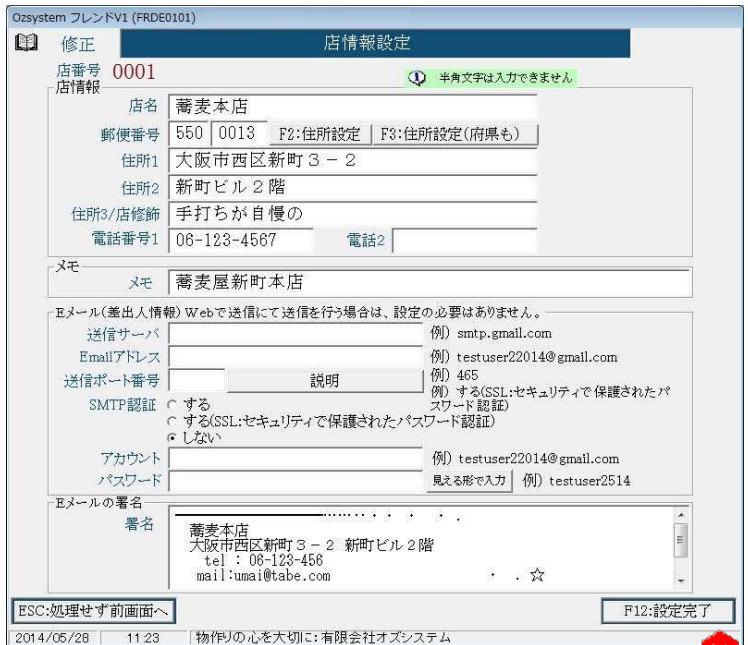 Ozsystem フレンドV1 (FRDE0101)
修正 店情報設定
店番号 0001
半角文字は入力できません
店情報
店名 蕎麦本店
郵便番号 550 0013 F2:住所設定 F3:住所設定(府県も)
住所1 大阪市西区新町3－2
住所2 新町ビル2階
住所3/店修飾 手打ちが自慢の
電話番号1 06-123-4567 電話2
メモ
メモ 蕎麦屋新町本店
Eメール(差出人情報) Webで送信にて送信を行う場合は、設定の必要はありません。
送信サーバ 例) smtp.gmail.com
Emailアドレス 例) testuser22014@gmail.com
送信ポート番号 説明 例) 465
SMTP認証 する 例) する(SSL:セキュリティで保護されたパスワード認証)
する(SSL:セキュリティで保護されたパスワード認証)
しない
アカウント 例) testuser22014@gmail.com
パスワード 見える形で入力 例) testuser2514
Eメールの署名
署名
蕎麦本店
大阪市西区新町3－2 新町ビル2階
tel : 06-123-456
mail:umai@tabe.com ・ . ☆
ESC:処理せず前画面へ F12:設定完了
2014/05/28 11:23 物作りの心を大切に:有限会社オズシステム